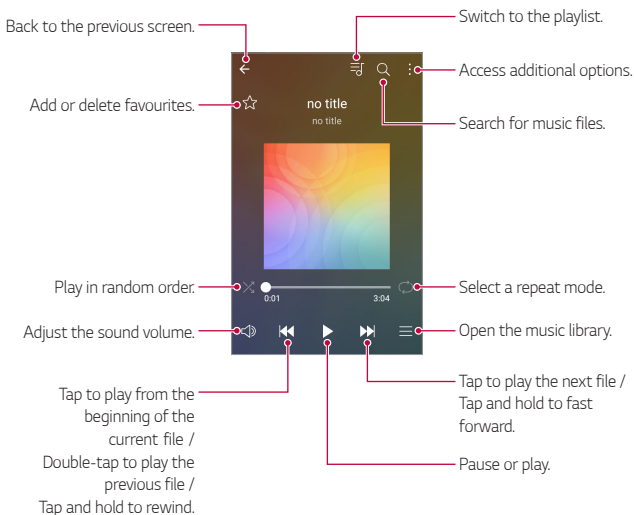 Back to the previous screen.
Switch to the playlist.
Access additional options.
Add or delete favourites.
no title
no title
Search for music files.
Play in random order.
0:01
3:04
Select a repeat mode.
Adjust the sound volume.
Open the music library.
Tap to play from the
beginning of the
current file /
Double-tap to play the
previous file /
Tap and hold to rewind.
Tap to play the next file /
Tap and hold to fast
forward.
Pause or play.